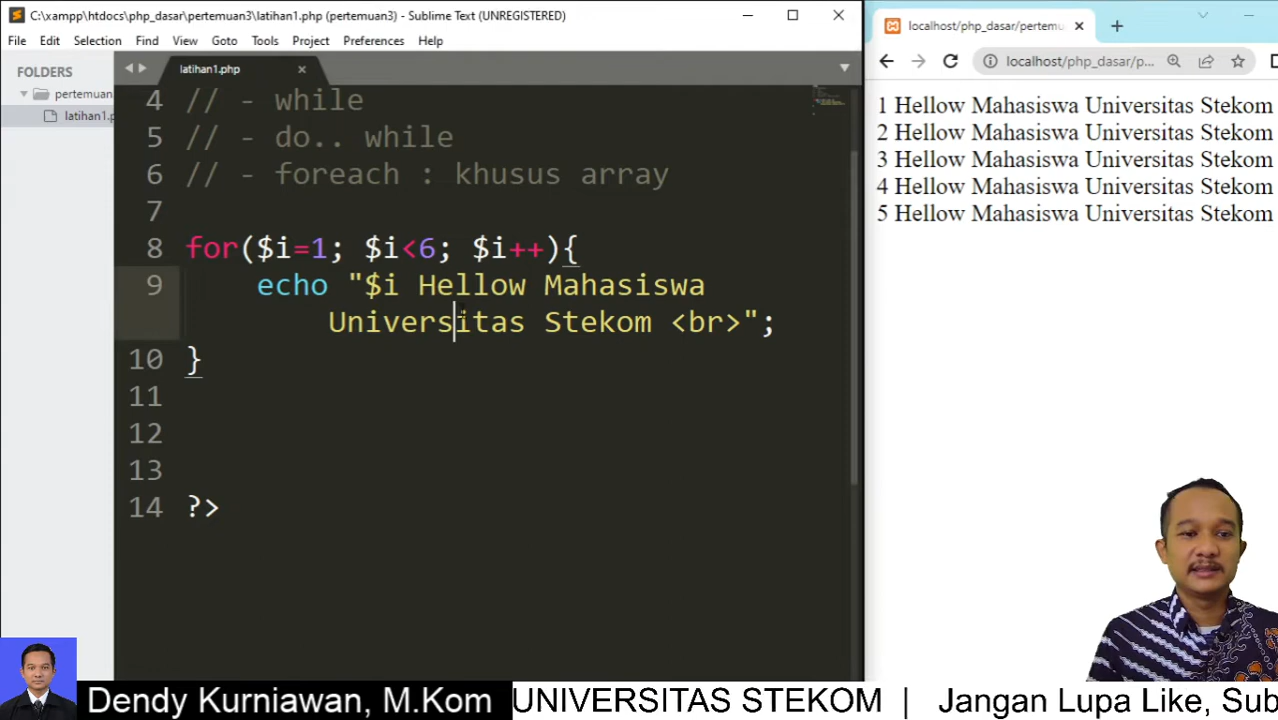 C:\xampp\htdocs\php_dasar\pertemuan3\latihan1.php (pertemuan3) - Sublime Text (UNREGISTERED)
File Edit Selection Find View Goto Tools Project Preferences Help
FOLDERS
pertemuan
latihan1.p
latihan1.php
4 // - while
5 // - do.. while
6 // - foreach : khusus array
7
8 for($i=1; $i<6; $i++){
9 echo "$i Hellow Mahasiswa
Universitas Stekom <br>";
10 }
11
12
13
14 ?>
localhost/php_dasar/pertemu
localhost/php_dasar/p...
1 Hellow Mahasiswa Universitas Stekom
2 Hellow Mahasiswa Universitas Stekom
3 Hellow Mahasiswa Universitas Stekom
4 Hellow Mahasiswa Universitas Stekom
5 Hellow Mahasiswa Universitas Stekom
Dendy Kurniawan, M.Kom UNIVERSITAS STEKOM | Jangan Lupa Like, Sub